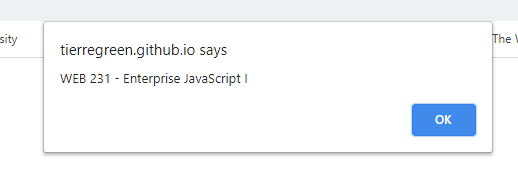 tierregreen.github.io says
sity
The W
WEB 231 - Enterprise JavaScript I
OK